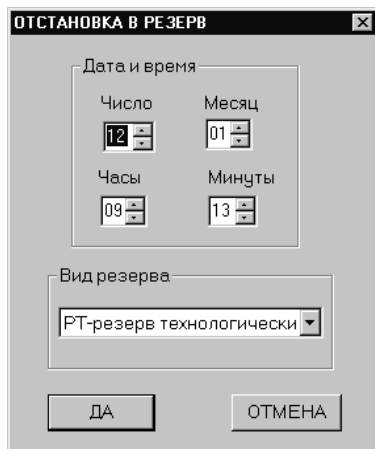 ОТСТАНОВКА В РЕЗЕРВ
Дата и время
Число Месяц
12 01
Часы Минуты
09 13
Вид резерва
РТ-резерв технологически
ДА ОТМЕНА